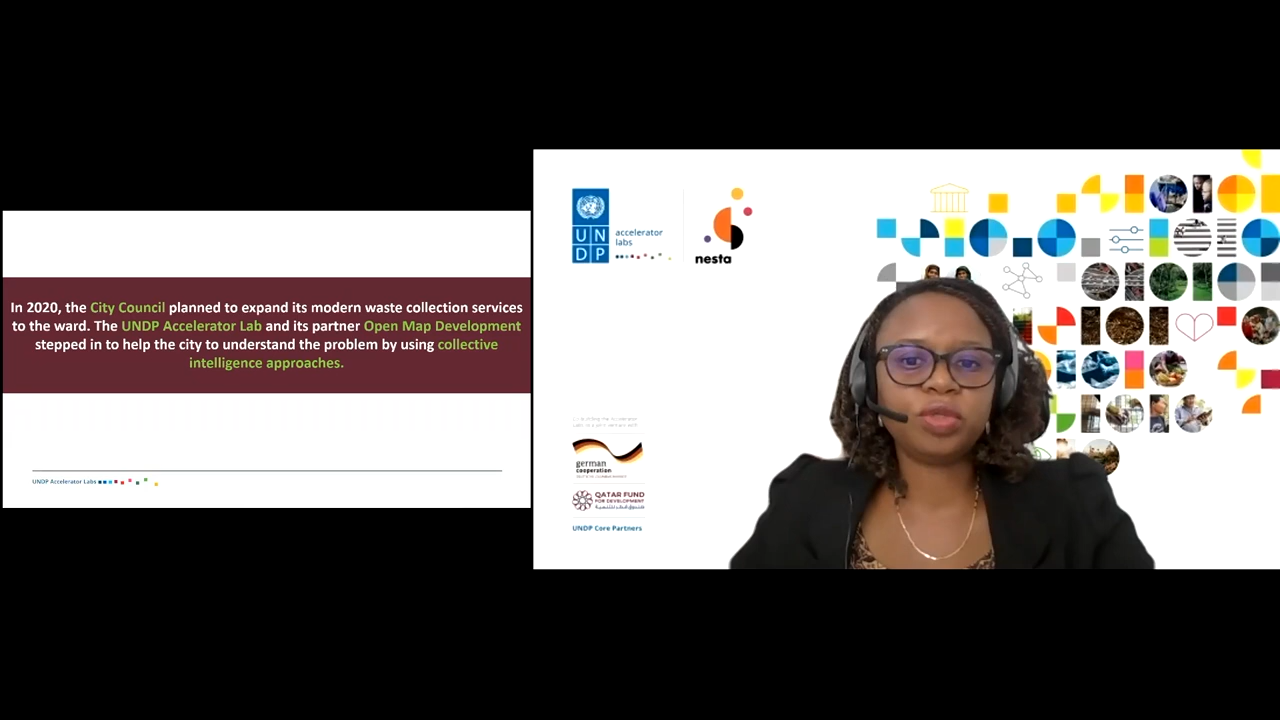 In 2020, the City Council planned to expand its modern waste collection services
to the ward. The UNDP Accelerator Lab and its partner Open Map Development
stepped in to help the city to understand the problem by using collective
intelligence approaches.
UNDP Accelerator Labs
UN
DP
accelerator
labs
nesta
german
cooperation
QATAR FUND
FOR DEVELOPMENT
UNDP Core Partners